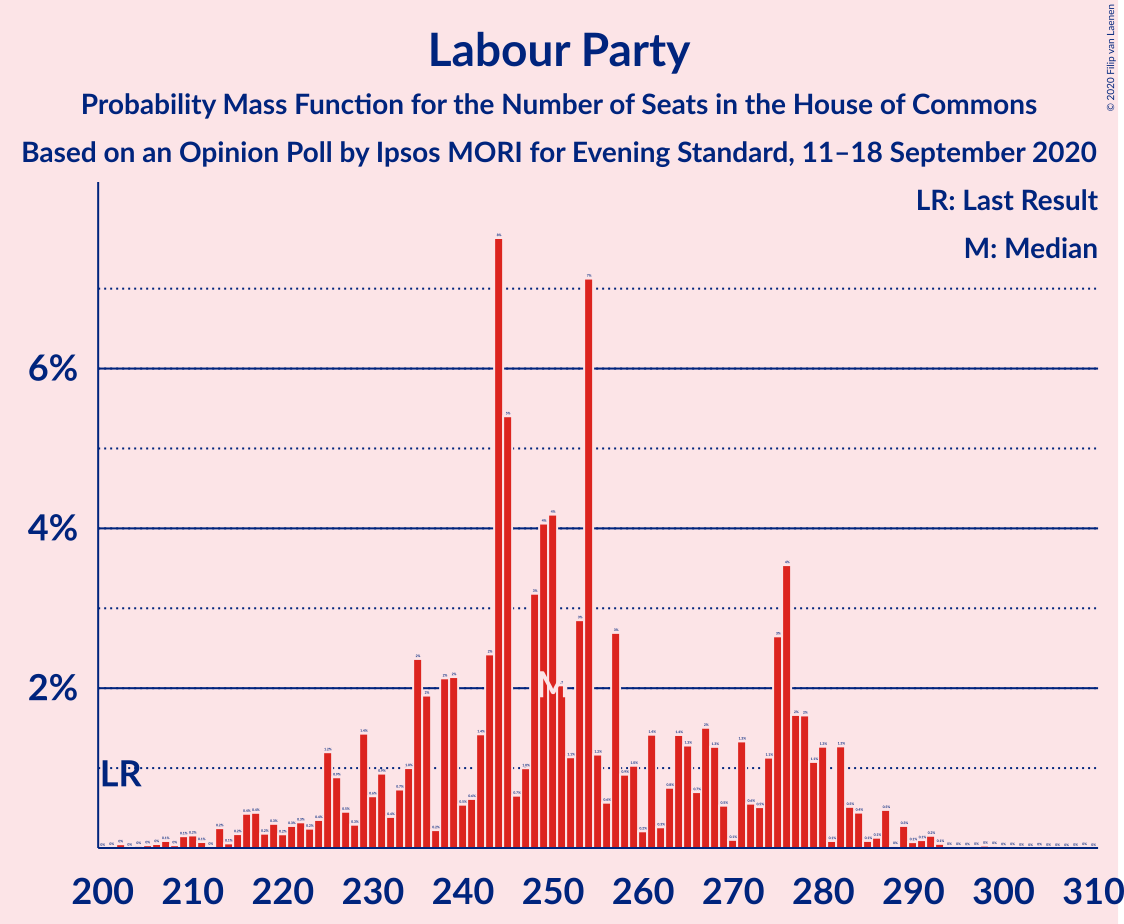 Labour Party
Probability Mass Function for the Number of Seats in the House of Commons
Based on an Opinion Poll by Ipsos MORI for Evening Standard, 11–18 September 2020
© 2020 Filip van Laenen
LR: Last Result
M: Median
6%
4%
2%
LR
M
200 210 220 230 240 250 260 270 280 290 300 310